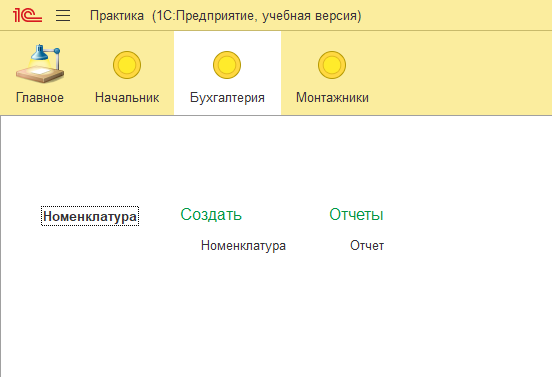 1С Практика (1С:Предприятие, учебная версия)
Главное Начальник Бухгалтерия Монтажники
Номенклатура Создать Отчеты
Номенклатура Отчет